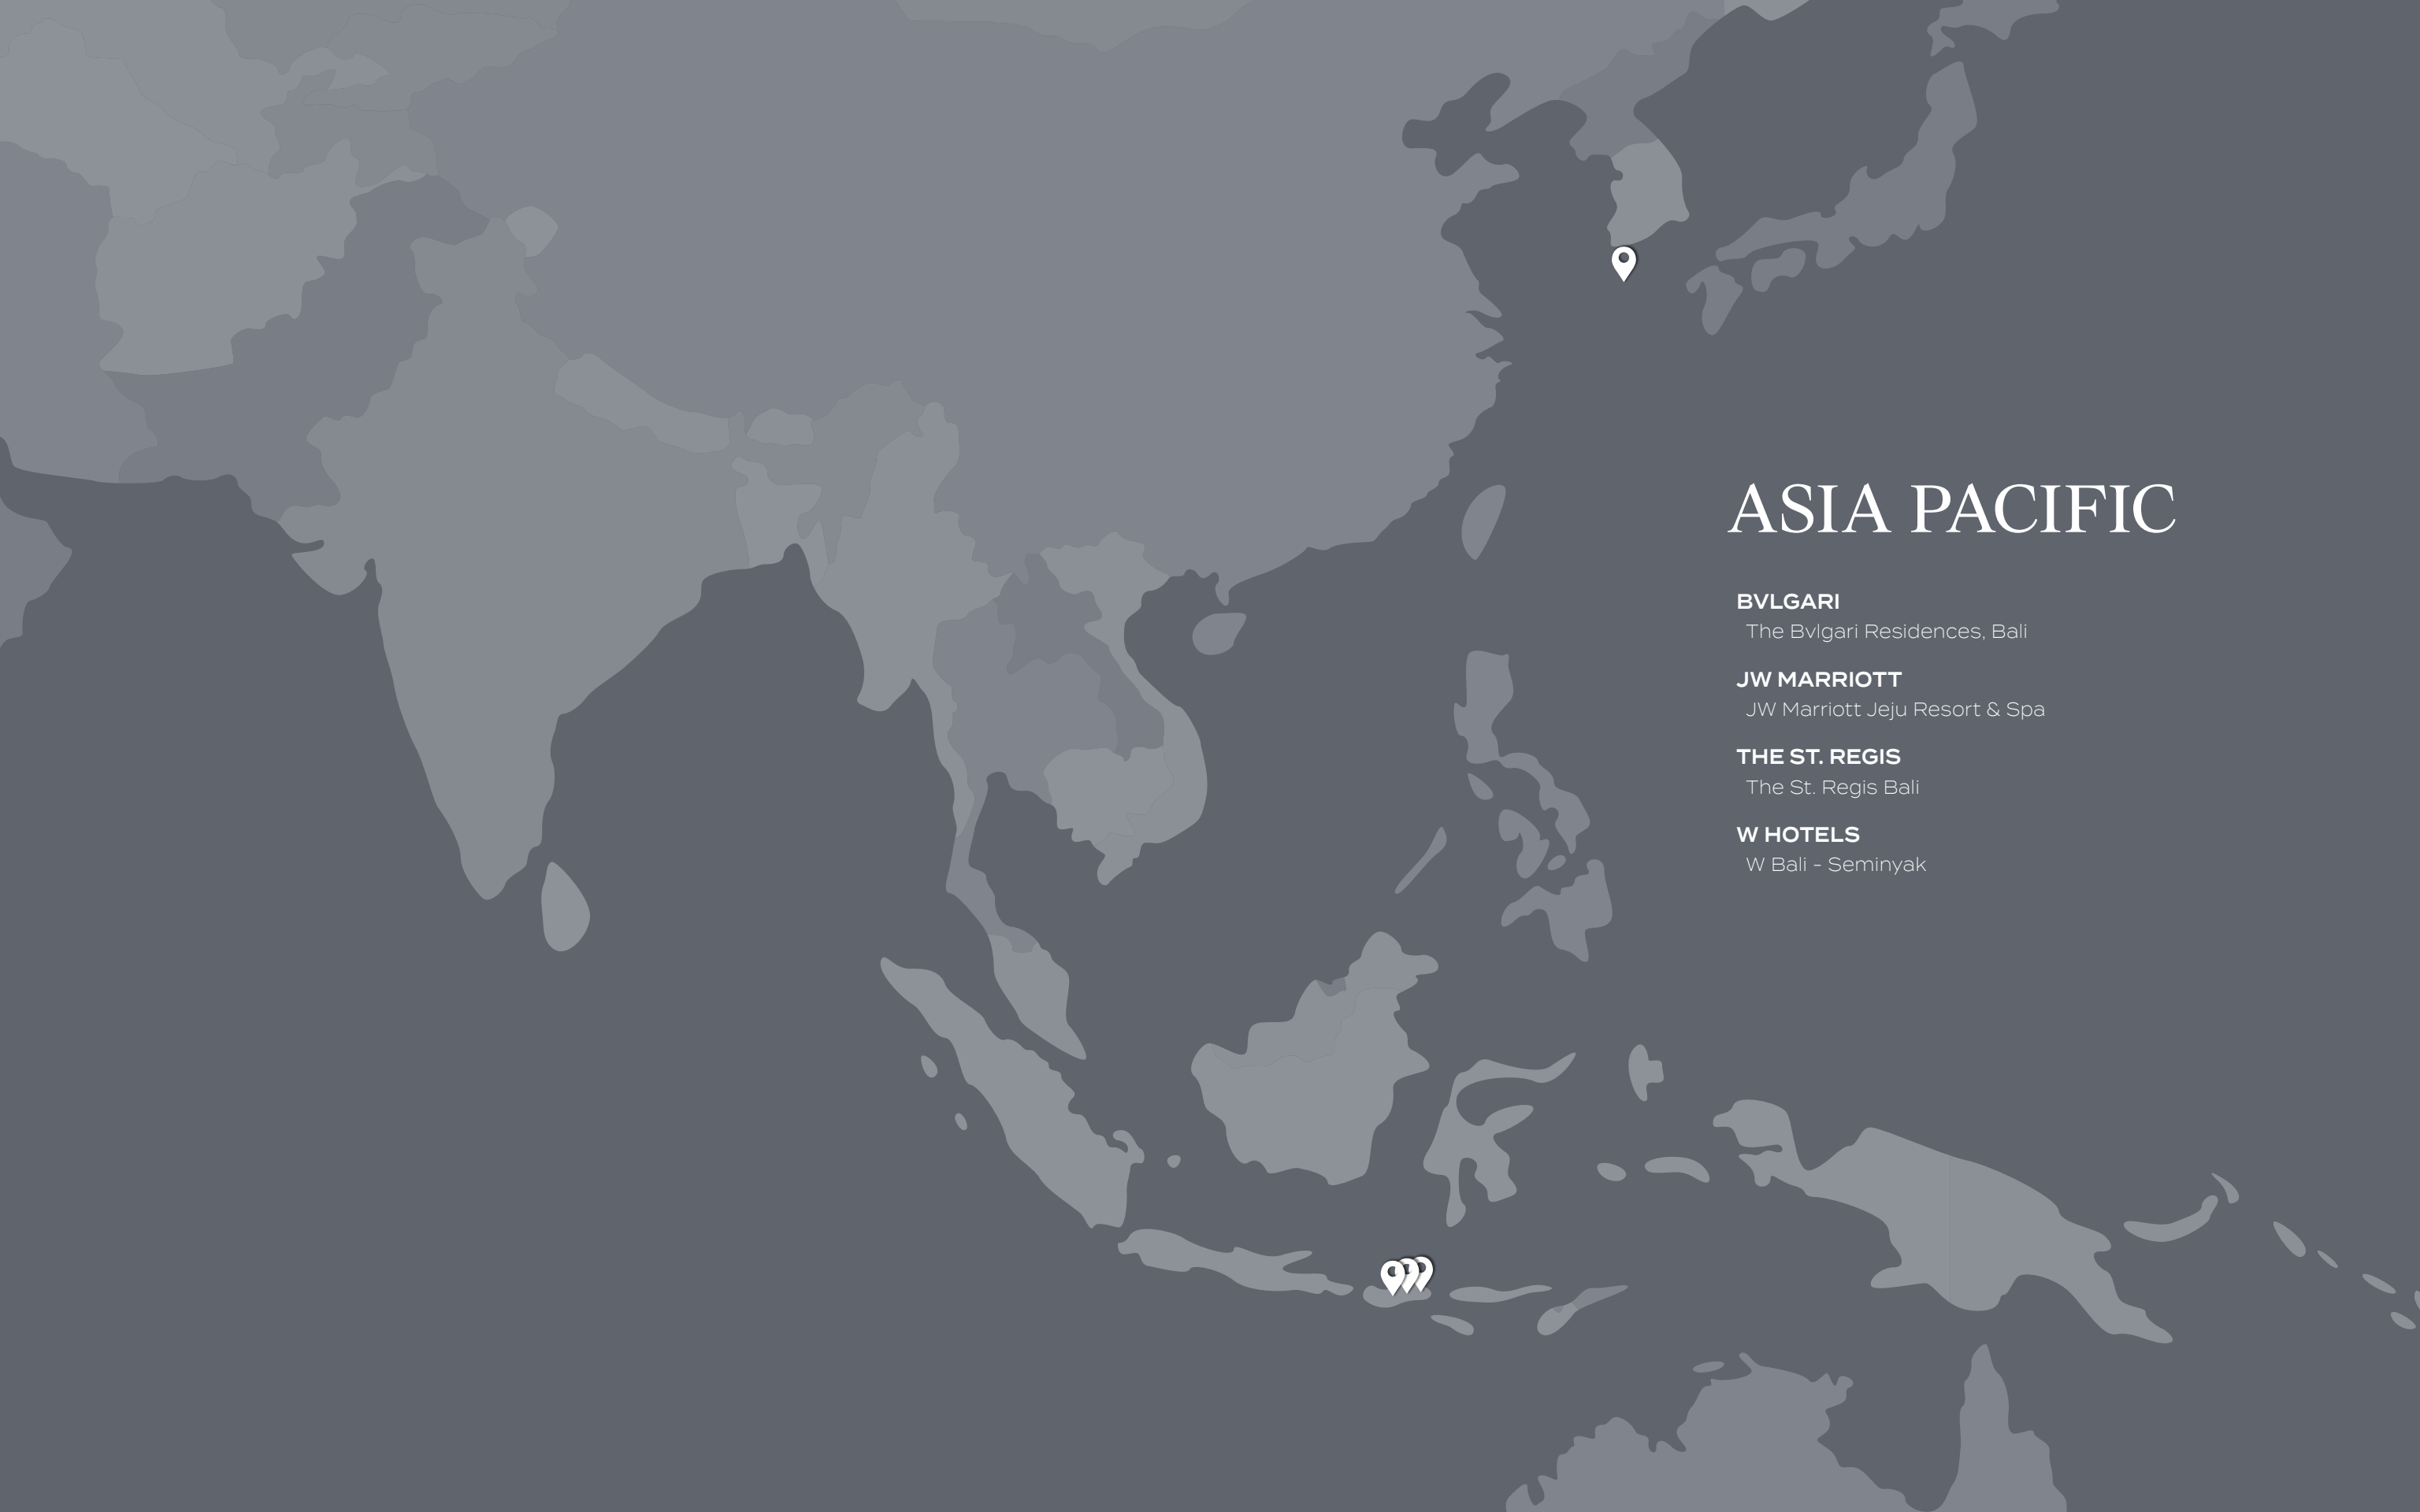 ASIA PACIFIC
BVLGARI
The Bvlgari Residences, Bali
JW MARRIOTT
JW Marriott Jeju Resort & Spa
THE ST. REGIS
The St. Regis Bali
W HOTELS
W Bali - Seminyak